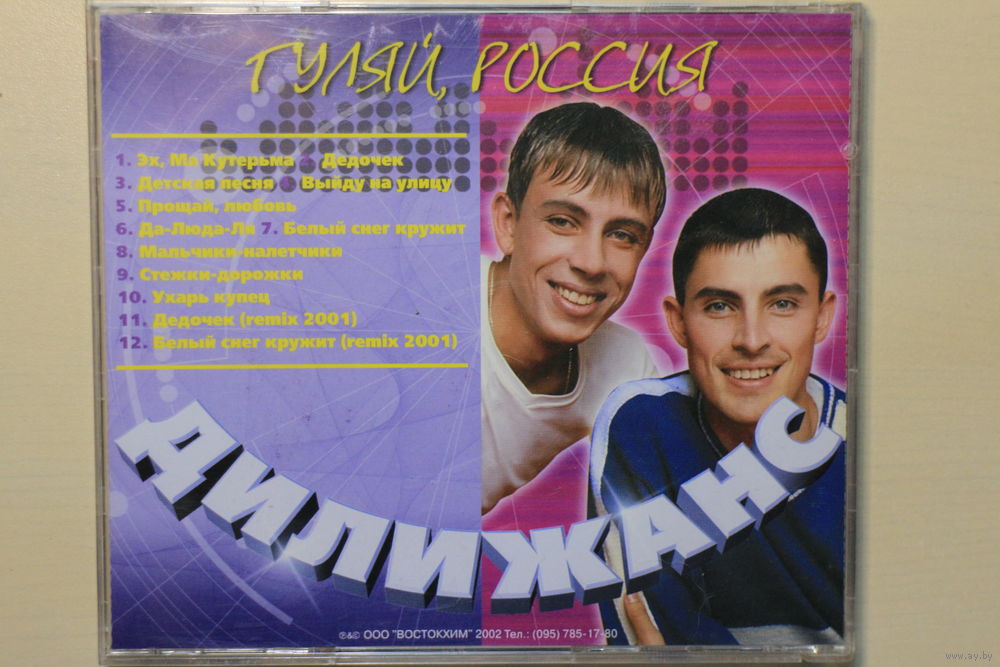 ГУЛЯЙ, РОССИЯ
1. Эх, Ма Кутерьма Дедочек
3. Детская песня Выйду на улицу
5. Прощай, любовь
6. Да-Люда-Ли 7. Белый снег кружит
8. Мальчики-налетчики
9. Стежки-дорожки
10. Ухарь купец
11. Дедочек (remix 2001)
12. Белый снег кружит (remix 2001)
ДИЛИЖАНС
℗&© ООО "ВОСТОКХИМ" 2002 Тел.: (095) 785-17-80
www.ay.by